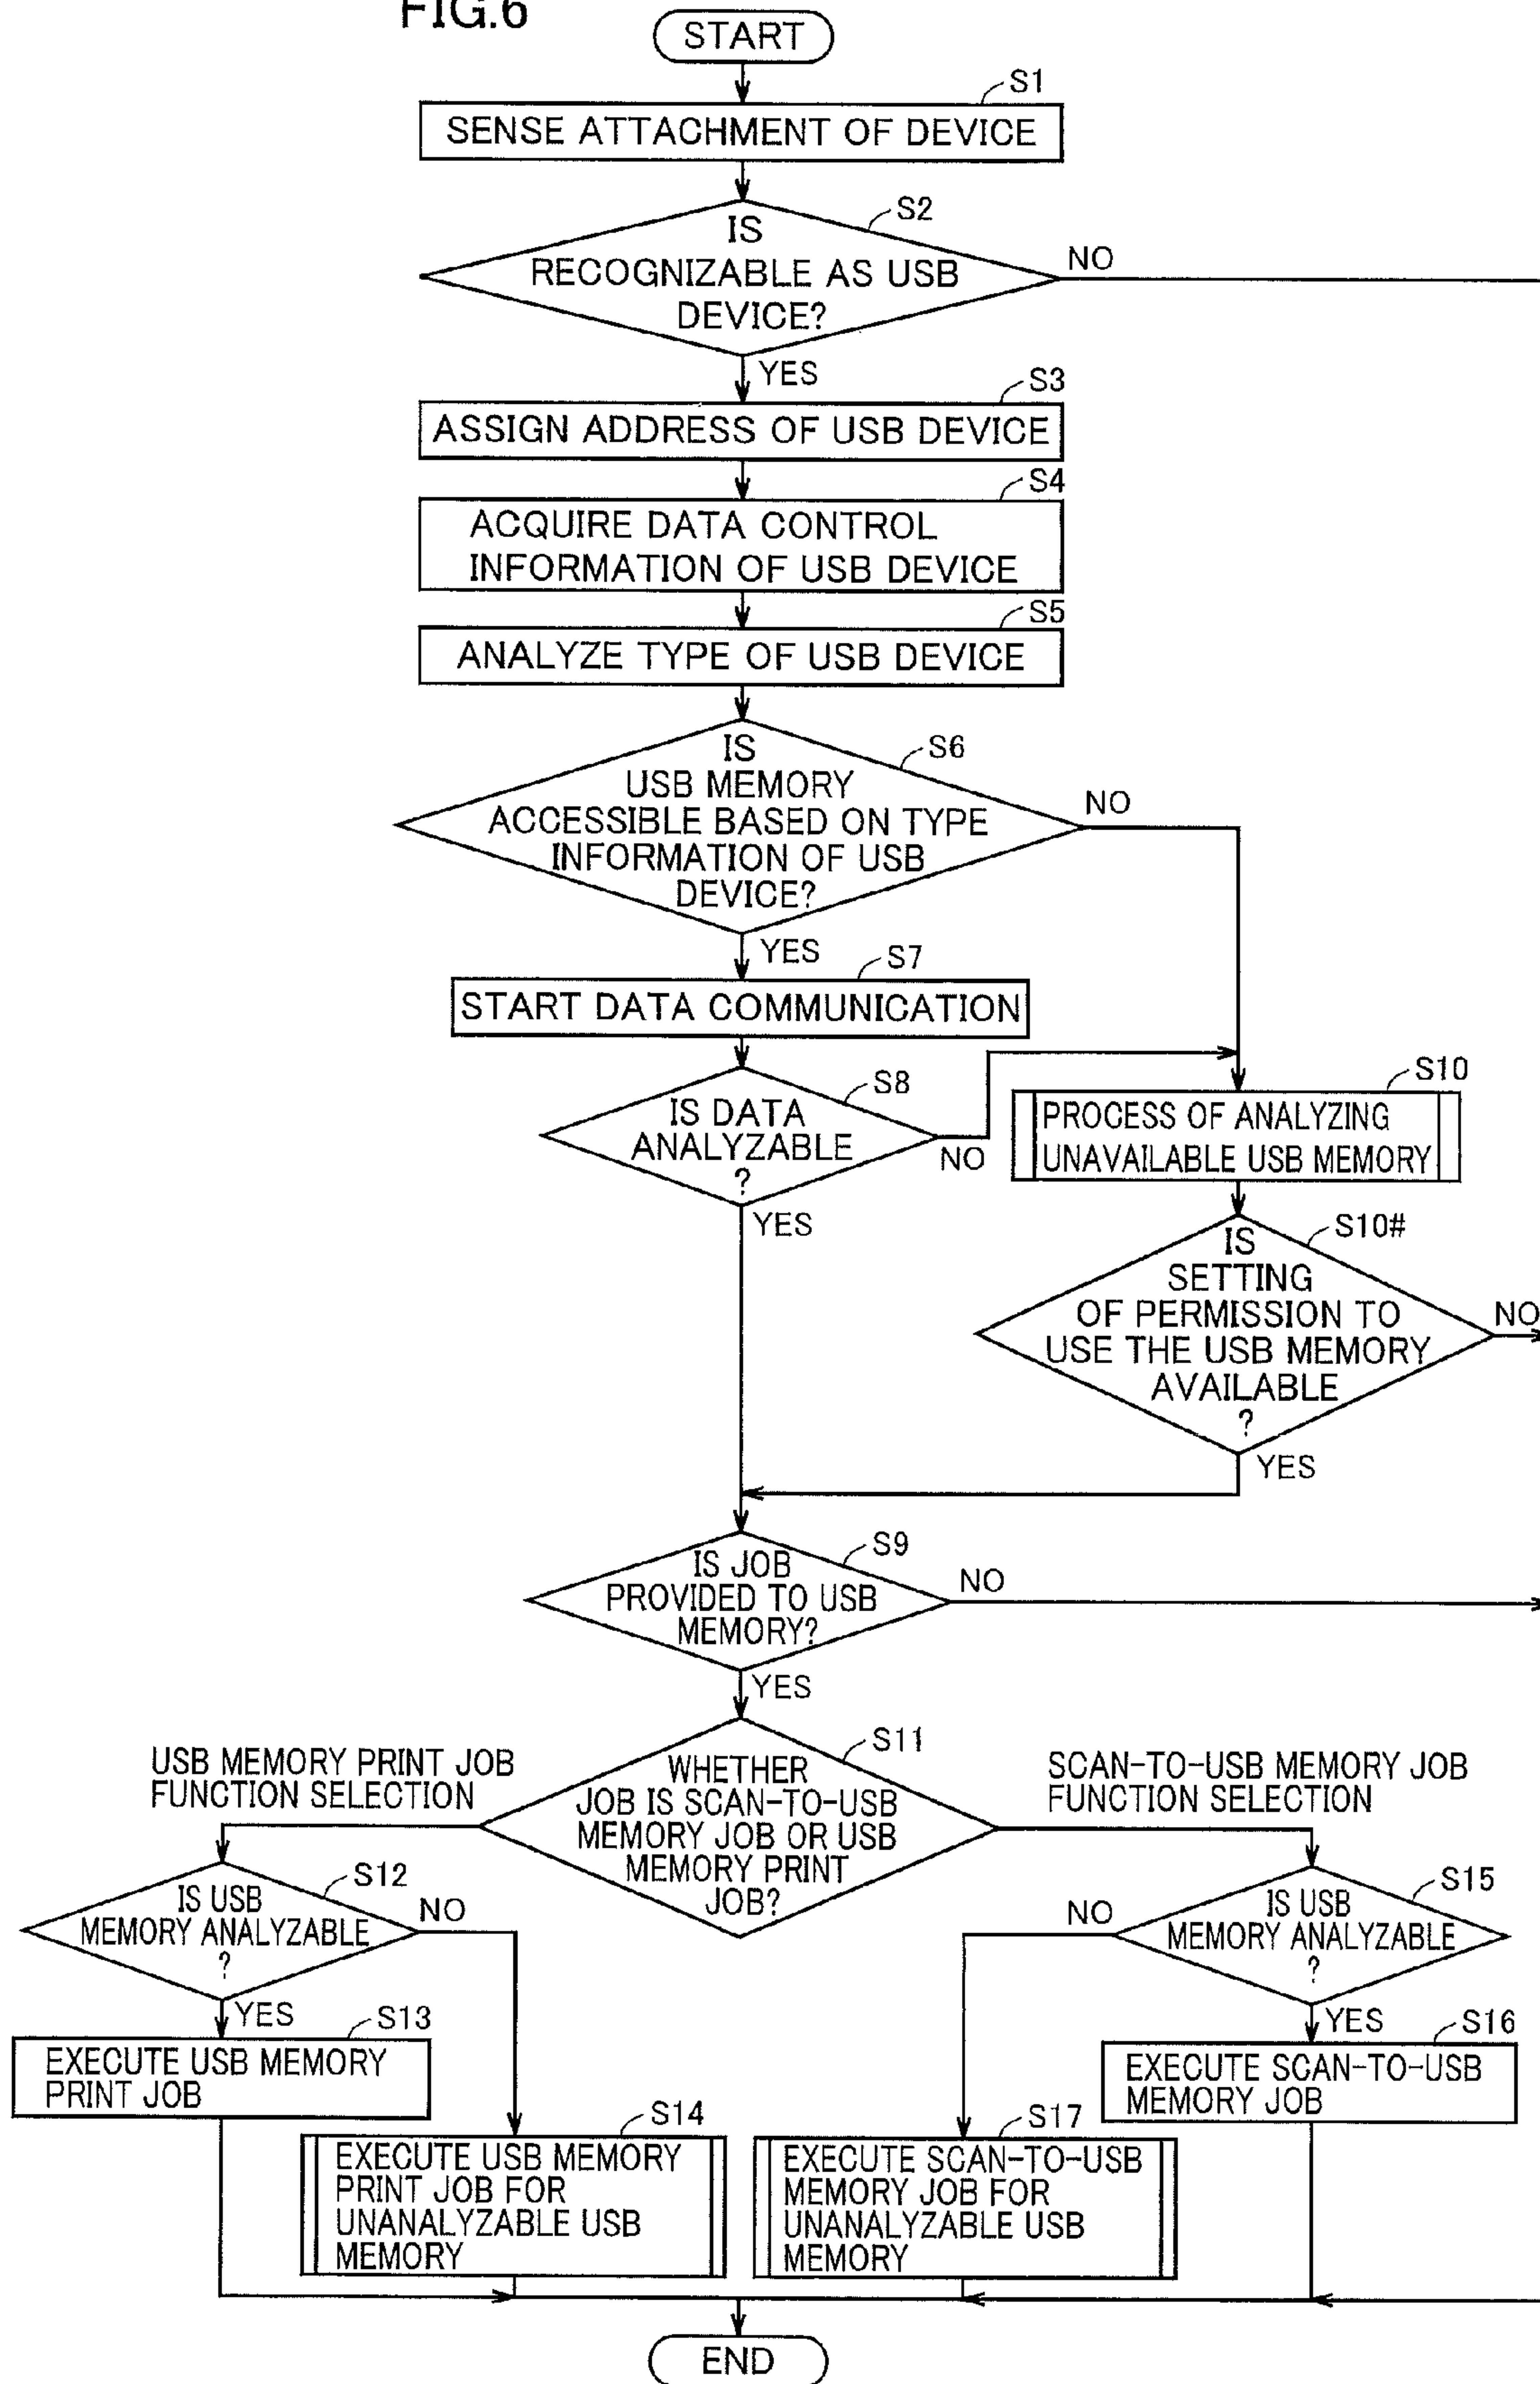 FIG.6
START
S1
SENSE ATTACHMENT OF DEVICE
S2
IS
RECOGNIZABLE AS USB
DEVICE?
NO
YES
S3
ASSIGN ADDRESS OF USB DEVICE
S4
ACQUIRE DATA CONTROL
INFORMATION OF USB DEVICE
S5
ANALYZE TYPE OF USB DEVICE
S6
IS
USB MEMORY
ACCESSIBLE BASED ON TYPE
INFORMATION OF USB
DEVICE?
NO
YES
S7
START DATA COMMUNICATION
S8
IS DATA
ANALYZABLE
?
NO
YES
S10
PROCESS OF ANALYZING
UNAVAILABLE USB MEMORY
S10#
IS
SETTING
OF PERMISSION TO
USE THE USB MEMORY
AVAILABLE
?
NO
YES
S9
IS JOB
PROVIDED TO USB
MEMORY?
NO
YES
S11
WHETHER
JOB IS SCAN-TO-USB
MEMORY JOB OR USB
MEMORY PRINT
JOB?
USB MEMORY PRINT JOB
FUNCTION SELECTION
SCAN-TO-USB MEMORY JOB
FUNCTION SELECTION
S12
IS USB
MEMORY ANALYZABLE
?
NO
YES
S13
EXECUTE USB MEMORY
PRINT JOB
S14
EXECUTE USB MEMORY
PRINT JOB FOR
UNANALYZABLE USB
MEMORY
S15
IS USB
MEMORY ANALYZABLE
?
NO
YES
S16
EXECUTE SCAN-TO-USB
MEMORY JOB
S17
EXECUTE SCAN-TO-USB
MEMORY JOB FOR
UNANALYZABLE USB
MEMORY
END